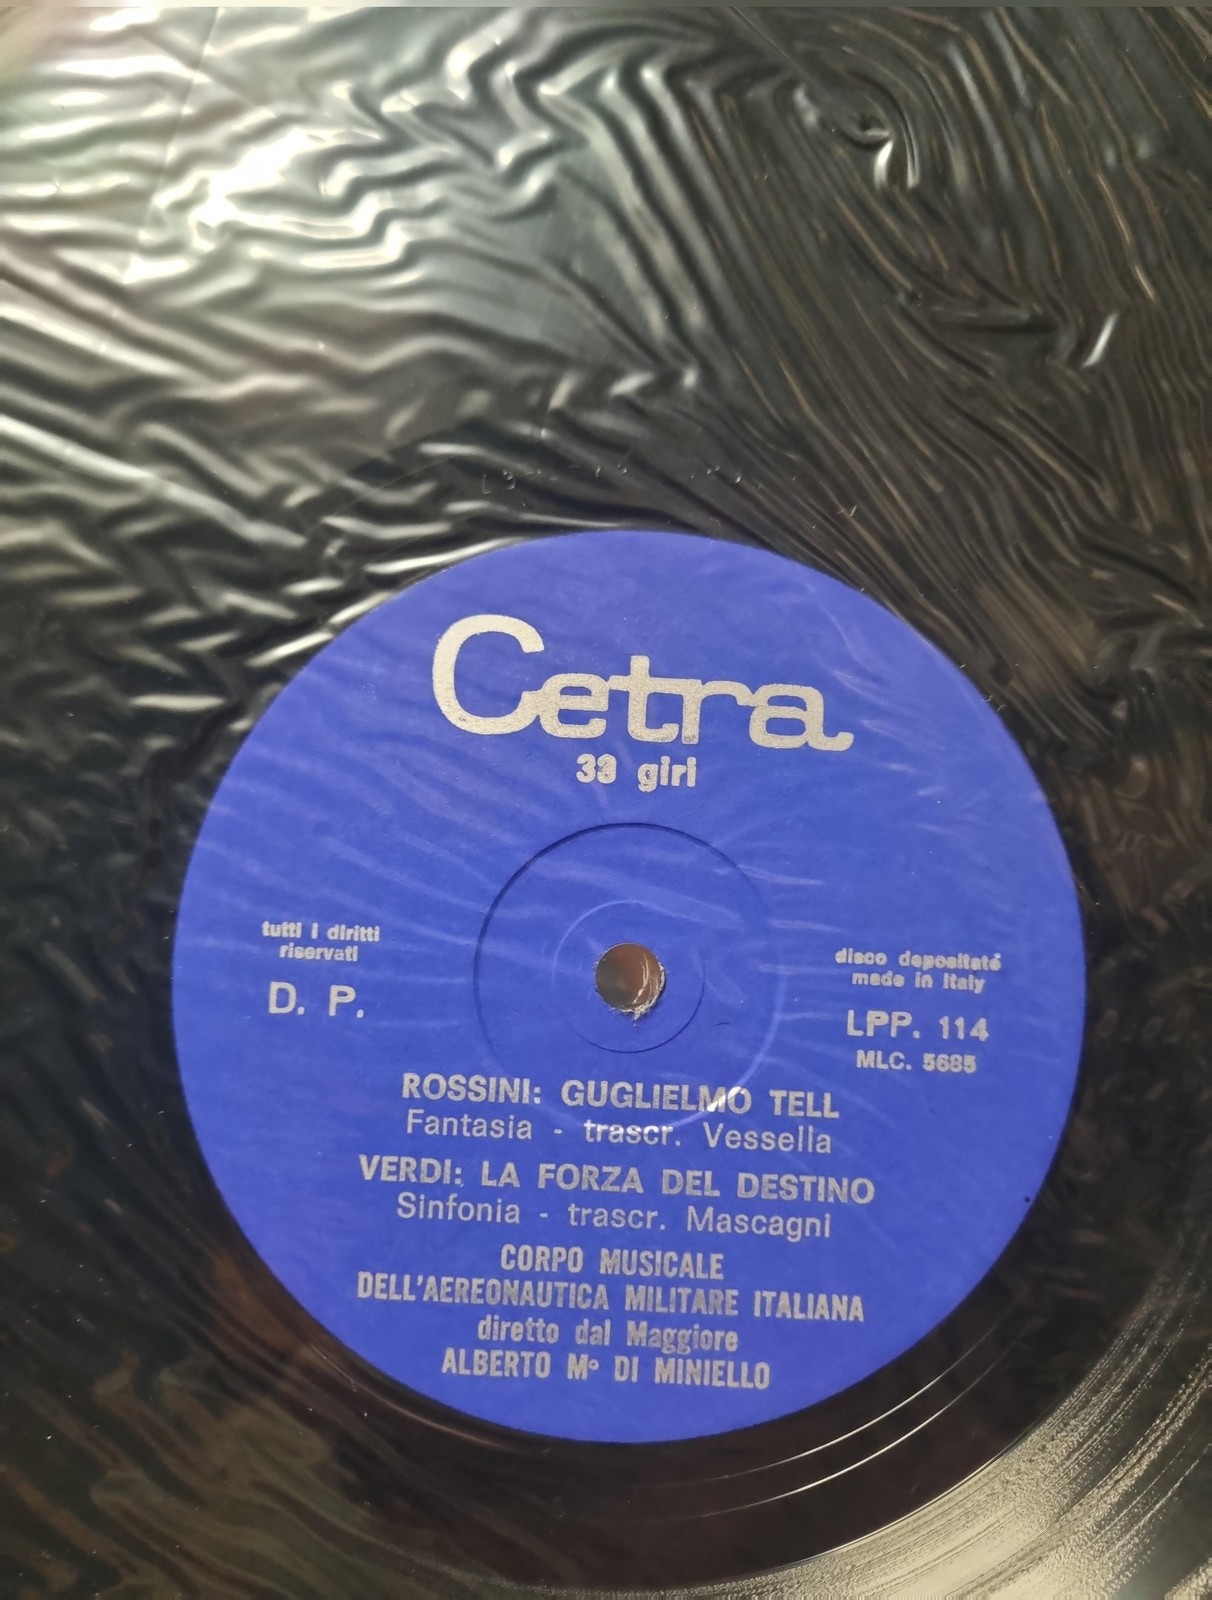 Cetra
33 giri
tutti i diritti
riservati
D. P.
disco depositato
made in Italy
LPP. 114
MLC. 5685
ROSSINI: GUGLIELMO TELL
Fantasia - trascr. Vessella
VERDI: LA FORZA DEL DESTINO
Sinfonia - trascr. Mascagni
CORPO MUSICALE
DELL'AEREONAUTICA MILITARE ITALIANA
diretto dal Maggiore
ALBERTO M° DI MINIELLO